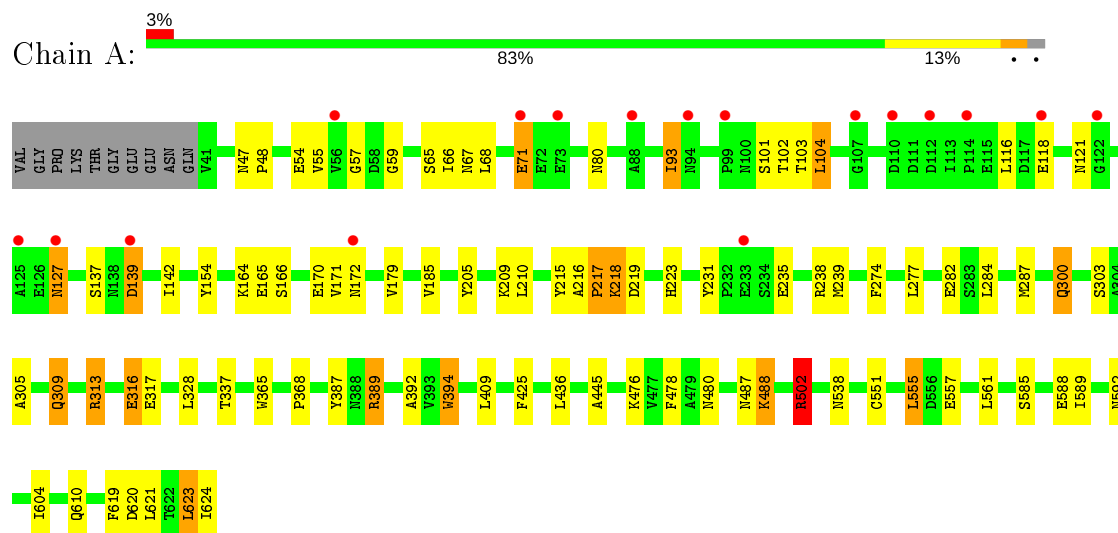 3%
Chain A:
83% 13% • •
VAL GLY PRO LYS THR GLY GLU GLU ASN GLN V41 N47 P48 E54 V55 V56 G57 D58 G59 S65 I66 N67 L68 E71 E72 E73 N80 A88 I93 N94 P99 N100 S101 T102 T103 L104 G107 D110 D111 D112 I113 P114 E115 L116 D117 E118 N121 G122
A125 E126 N127 S137 N138 D139 I142 Y154 K164 E165 S166 E170 V171 N172 V179 V185 Y205 K209 L210 Y215 A216 P217 K218 D219 H223 Y231 P232 E233 S234 E235 R238 M239 F274 L277 E282 S283 L284 M287 Q300 S303 A304
A305 Q309 R313 E316 E317 L328 T337 W365 P368 Y387 N388 R389 A392 V393 W394 L409 F425 L436 A445 K476 V477 F478 A479 N480 N487 K488 R502 N538 C551 L555 D556 E557 L561 S585 E588 I589 N592
I604 Q610 F619 D620 L621 T622 L623 I624